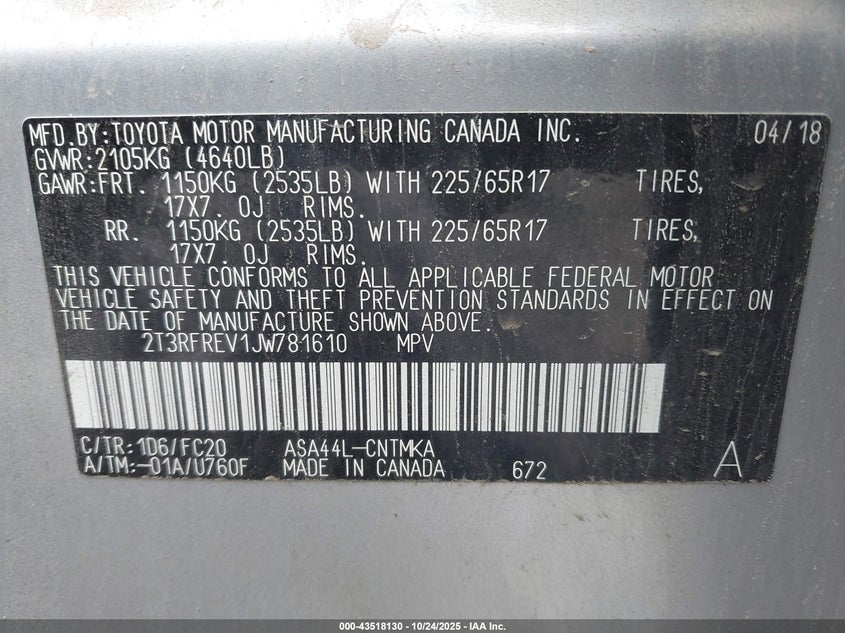 MFD.BY:TOYOTA MOTOR MANUFACTURING CANADA INC. 04/18
GVWR:2105KG (4640LB)
GAWR:FRT. 1150KG (2535LB) WITH 225/65R17 TIRES,
17X7.0J RIMS.
RR. 1150KG (2535LB) WITH 225/65R17 TIRES,
17X7.0J RIMS.
THIS VEHICLE CONFORMS TO ALL APPLICABLE FEDERAL MOTOR
VEHICLE SAFETY AND THEFT PREVENTION STANDARDS IN EFFECT ON
THE DATE OF MANUFACTURE SHOWN ABOVE.
2T3RFREV1JW781610 MPV
C/TR:1D6/FC20 ASA44L-CNTMKA
A/TM:-01A/U760F MADE IN CANADA 672 A
000-43518130 - 10/24/2025 - IAA Inc.